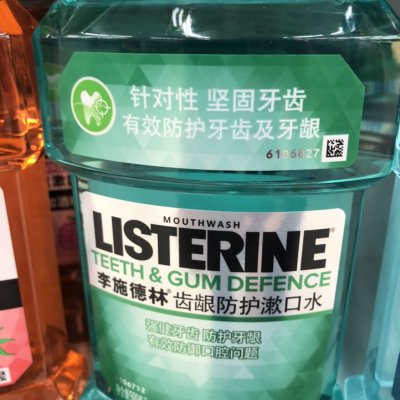 针对性 坚固牙齿
有效防护牙齿及牙龈
6106827
MOUTHWASH
LISTERINE®
TEETH & GUM DEFENCE
李施德林® 齿龈防护漱口水
强健牙齿 防护牙龈
有效防御口腔问题
106752